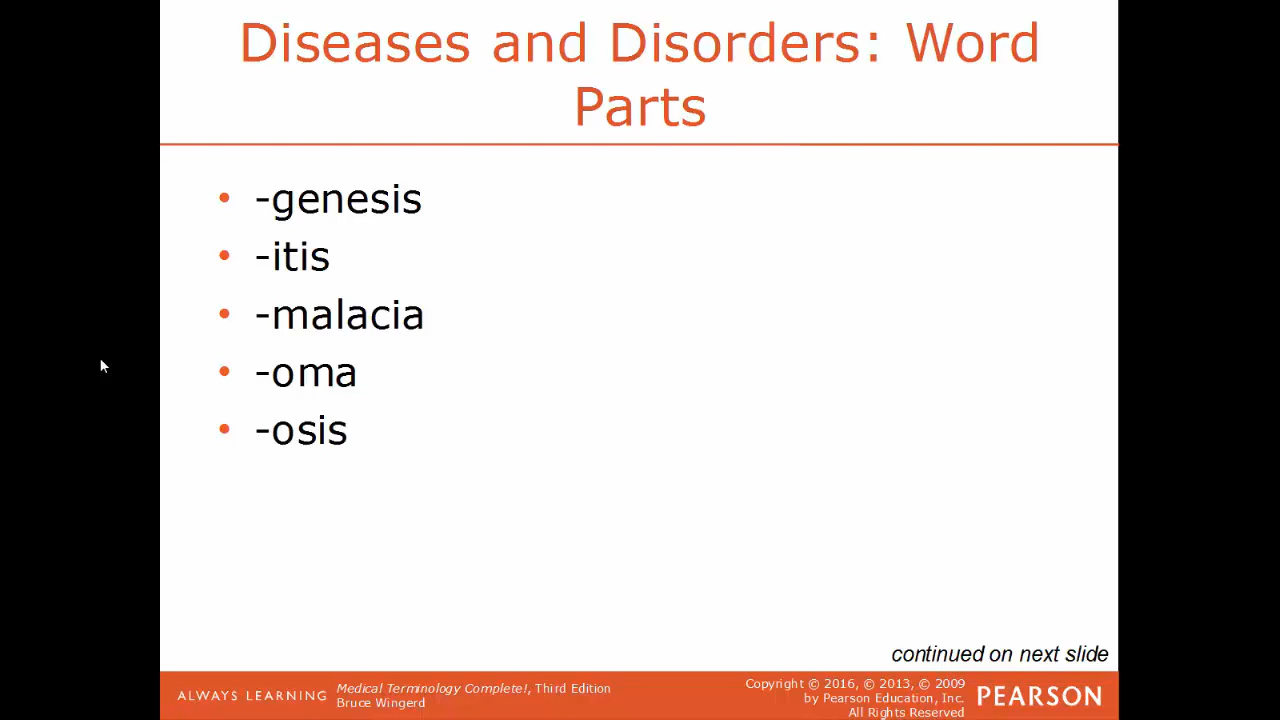 Diseases and Disorders: Word
Parts
• -genesis
• -itis
• -malacia
• -oma
• -osis
continued on next slide
ALWAYS LEARNING
Medical Terminology Complete!, Third Edition
Bruce Wingerd
Copyright © 2016, © 2013, © 2009
by Pearson Education, Inc.
All Rights Reserved
PEARSON